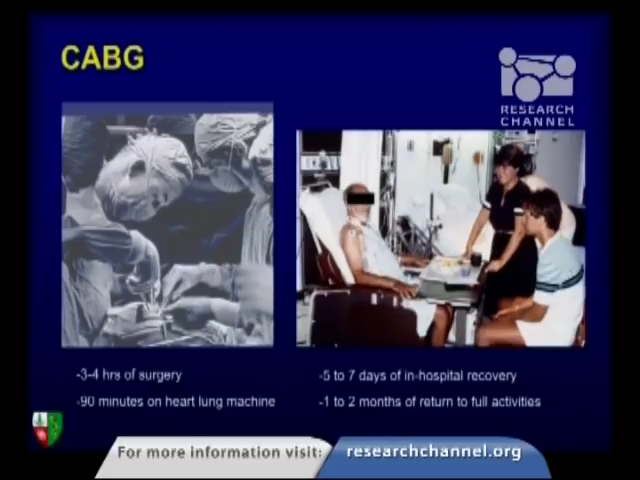 CABG
RESEARCH
CHANNEL
-3-4 hrs of surgery
-90 minutes on heart lung machine
-5 to 7 days of in-hospital recovery
-1 to 2 months of return to full activities
For more information visit:
researchchannel.org